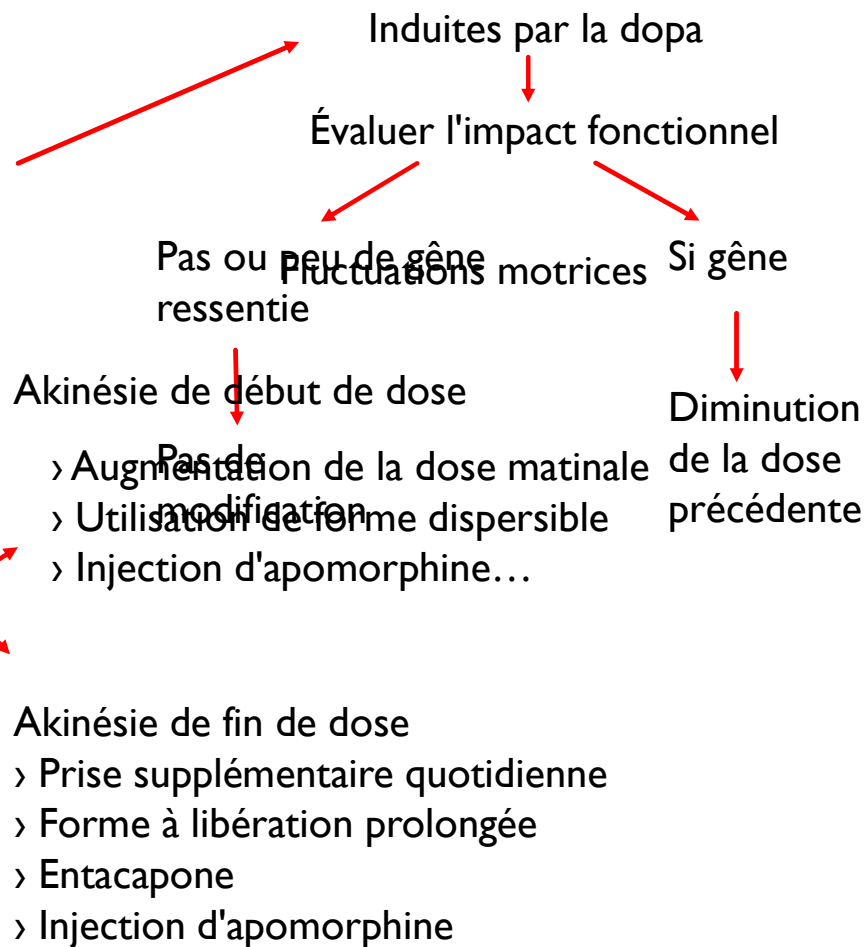 Induites par la dopa
Évaluer l'impact fonctionnel
Pas ou peu de gêne
ressentie
Fluctuations motrices
Si gêne
Akinésie de début de dose
Pas de
modification
Diminution
de la dose
précédente
› Augmentation de la dose matinale
› Utilisation de forme dispersible
› Injection d'apomorphine…
Akinésie de fin de dose
› Prise supplémentaire quotidienne
› Forme à libération prolongée
› Entacapone
› Injection d'apomorphine